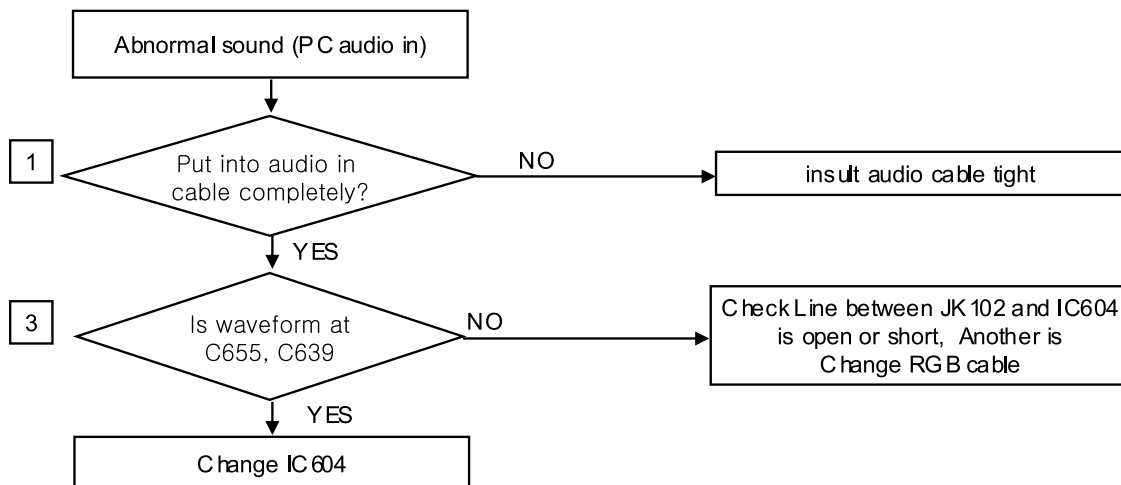 Abnormal sound (PC audio in)
1
Put into audio in
cable completely?
NO
insult audio cable tight
YES
3
Is waveform at
C655, C639
NO
Check Line between JK102 and IC604
is open or short, Another is
Change RGB cable
YES
Change IC604